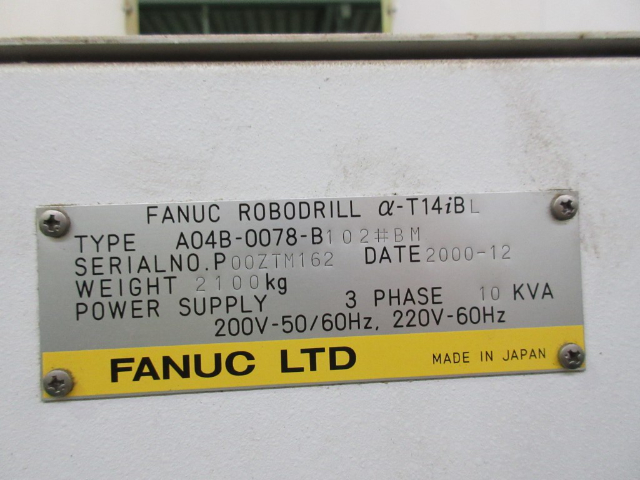 FANUC ROBODRILL α-T14iBL
TYPE A04B-0078-B102#BM
SERIALNO.P00ZTM162 DATE2000-12
WEIGHT 2100kg
POWER SUPPLY 3 PHASE 10 KVA
200V-50/60Hz, 220V-60Hz
FANUC LTD MADE IN JAPAN